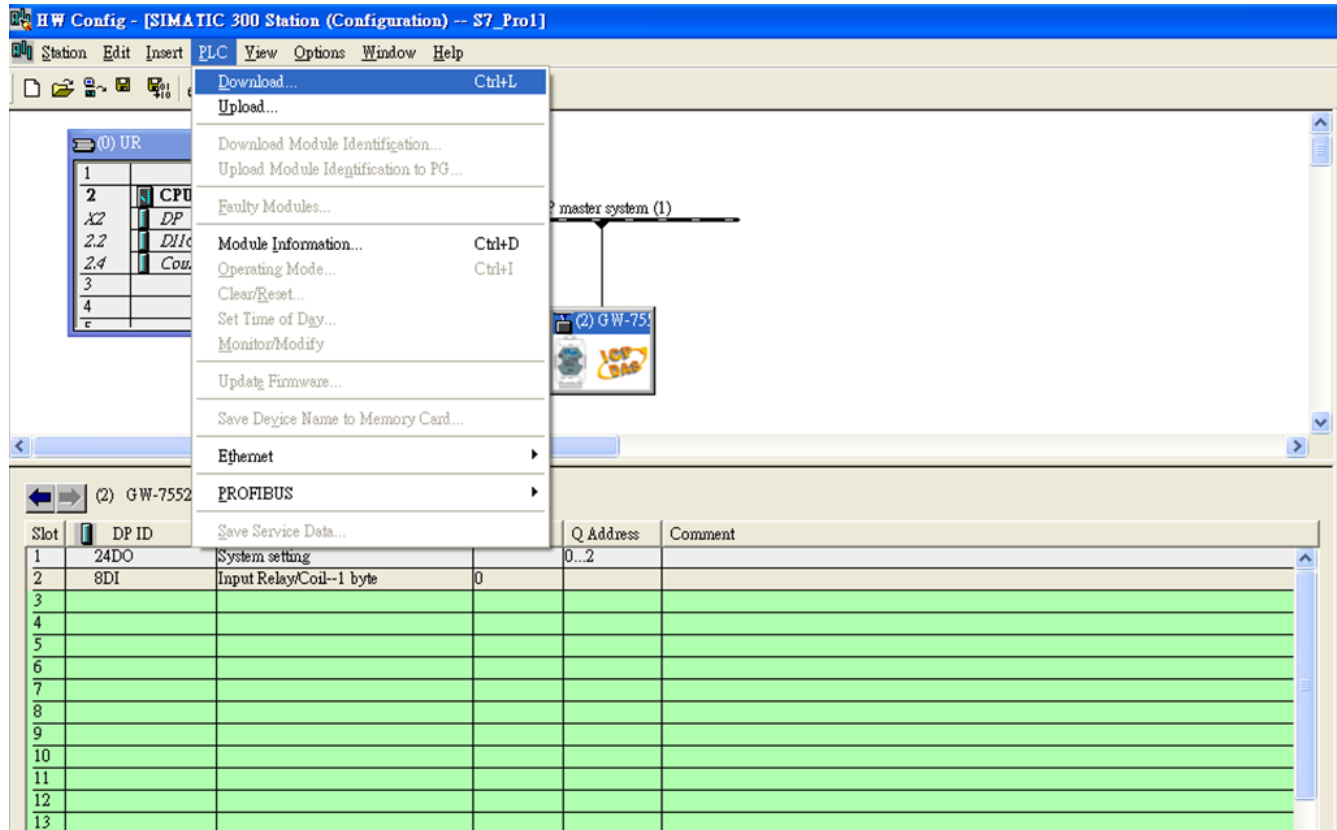 HW Config - [SIMATIC 300 Station (Configuration) -- S7_Pro1]
Station Edit Insert PLC View Options Window Help
Download... Ctrl+L
Upload...
Download Module Identification...
Upload Module Identification to PG...
Faulty Modules...
Module Information... Ctrl+D
Operating Mode... Ctrl+I
Clear/Reset...
Set Time of Day...
Monitor/Modify
Update Firmware...
Save Device Name to Memory Card...
Ethernet
PROFIBUS
Save Service Data...
(0) UR
1
2 CPU
X2 DP
2.2 DI
2.4 Cou
3
4
master system (1)
(2) GW-755
ICP DAS
(2) GW-7552
Slot DP ID Q Address Comment
1 24DO System setting 0...2
2 8DI Input Relay/Coil--1 byte 0
3
4
5
6
7
8
9
10
11
12
13